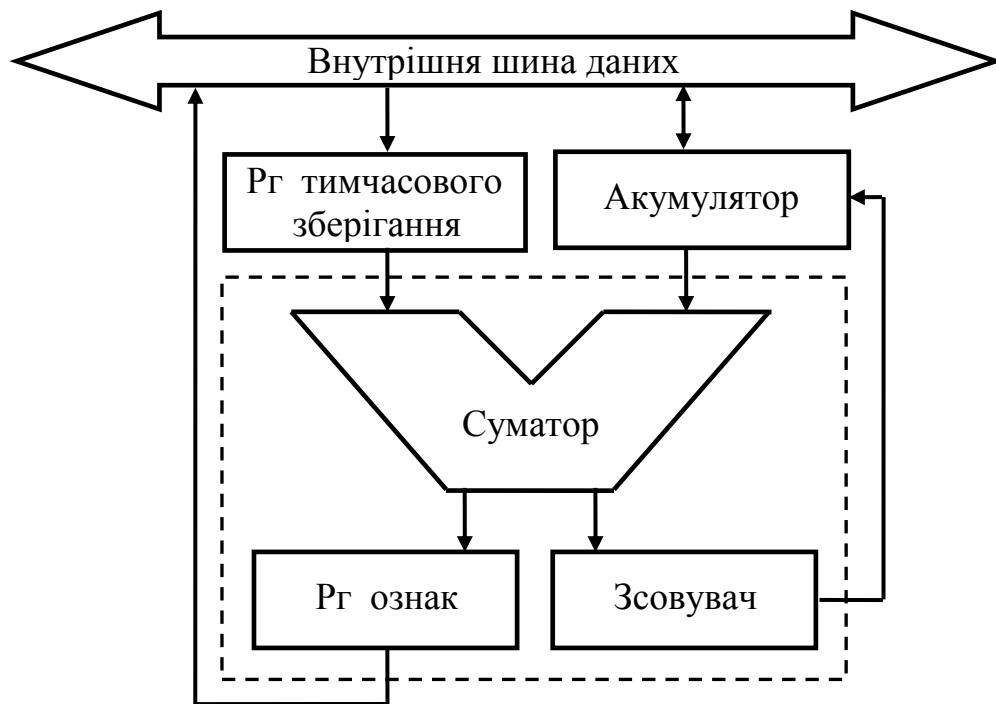 Внутрішня шина даних
Рг тимчасового
зберігання
Акумулятор
Суматор
Рг ознак
Зсовувач